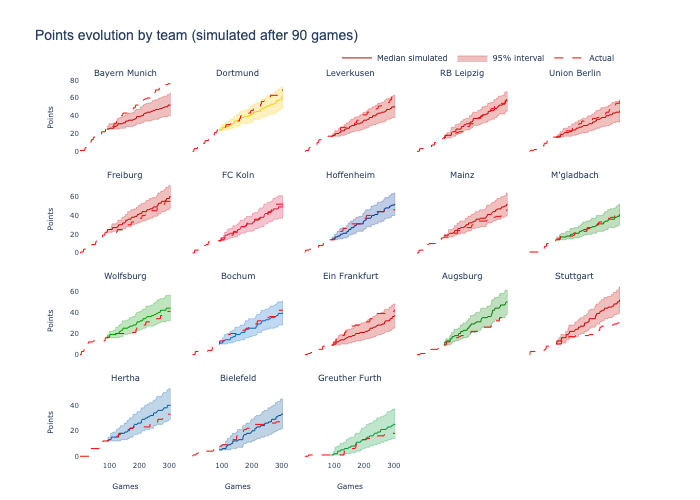 Points evolution by team (simulated after 90 games)
Median simulated 95% interval Actual
Bayern Munich Dortmund Leverkusen RB Leipzig Union Berlin
80
60
40
20
0
Points
Freiburg FC Koln Hoffenheim Mainz M'gladbach
60
40
20
0
Points
Wolfsburg Bochum Ein Frankfurt Augsburg Stuttgart
60
40
20
0
Points
Hertha Bielefeld Greuther Furth
40
20
0
Points
100 200 300 100 200 300 100 200 300
Games Games Games